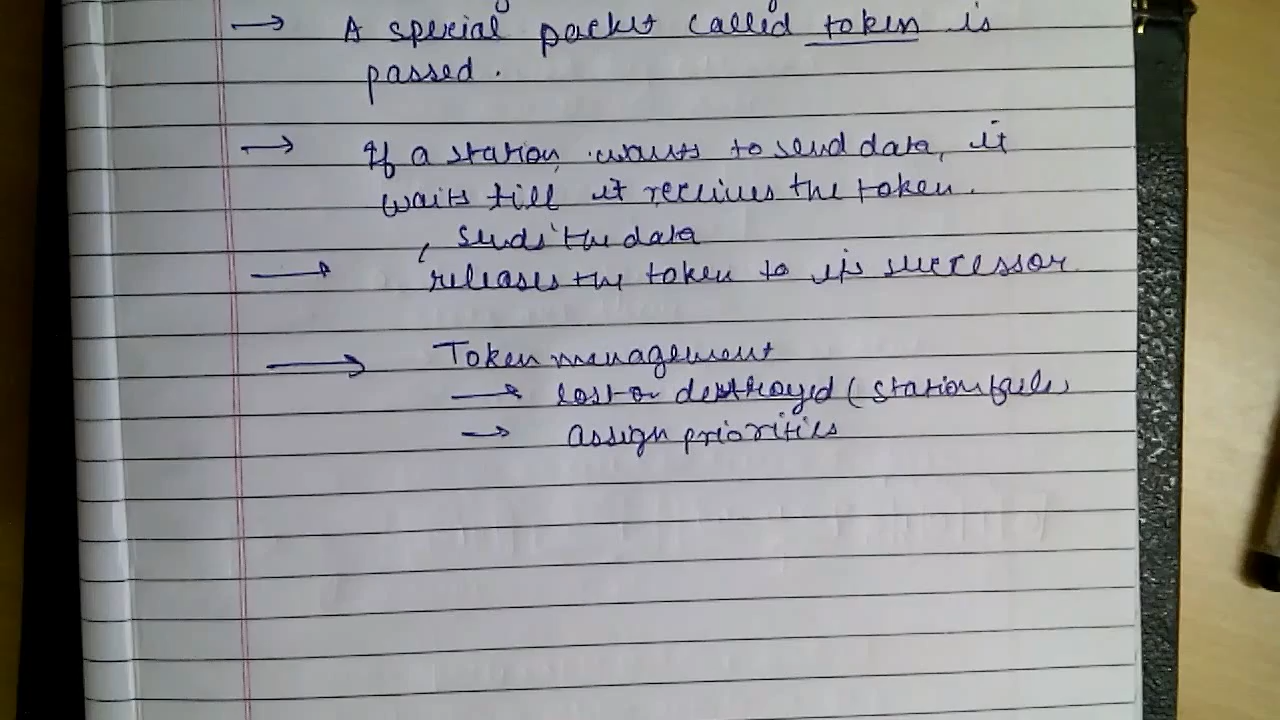 → A special packet called token is
passed.
→ If a station wants to send data, it
waits till it receives the token.
, sends the data
→ releases the token to its successor
→ Token management
→ lost or destroyed (station fails
→ assign priorities